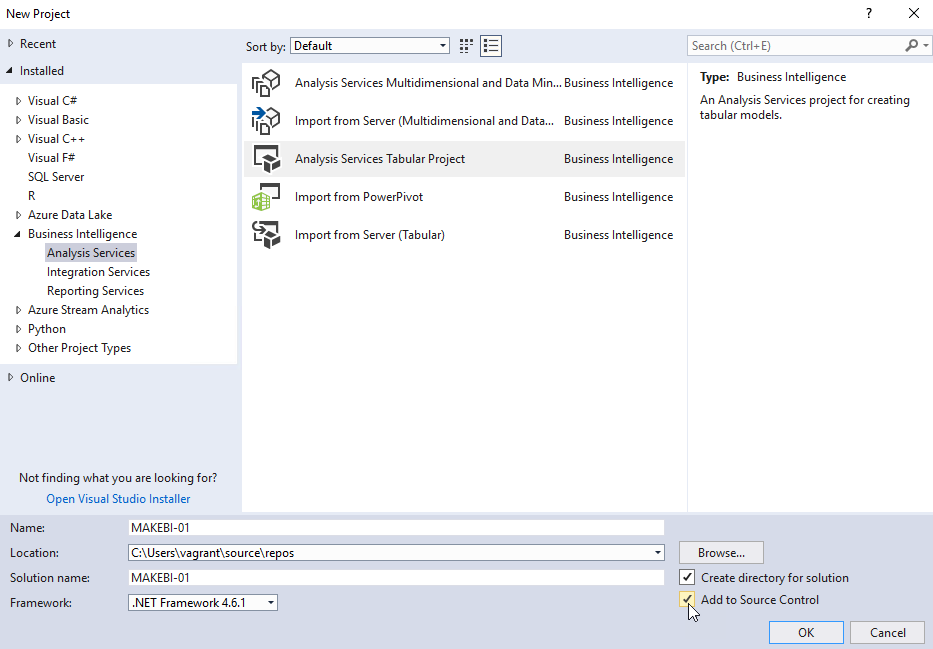 New Project
?
Recent
Installed
Visual C#
Visual Basic
Visual C++
Visual F#
SQL Server
R
Azure Data Lake
Business Intelligence
Analysis Services
Integration Services
Reporting Services
Azure Stream Analytics
Python
Other Project Types
Online
Not finding what you are looking for?
Open Visual Studio Installer
Sort by: Default
Analysis Services Multidimensional and Data Min... Business Intelligence
Import from Server (Multidimensional and Data... Business Intelligence
Analysis Services Tabular Project Business Intelligence
Import from PowerPivot Business Intelligence
Import from Server (Tabular) Business Intelligence
Search (Ctrl+E)
Type: Business Intelligence
An Analysis Services project for creating
tabular models.
Name: MAKEBI-01
Location: C:\Users\vagrant\source\repos Browse...
Solution name: MAKEBI-01 Create directory for solution
Framework: .NET Framework 4.6.1 Add to Source Control
OK Cancel